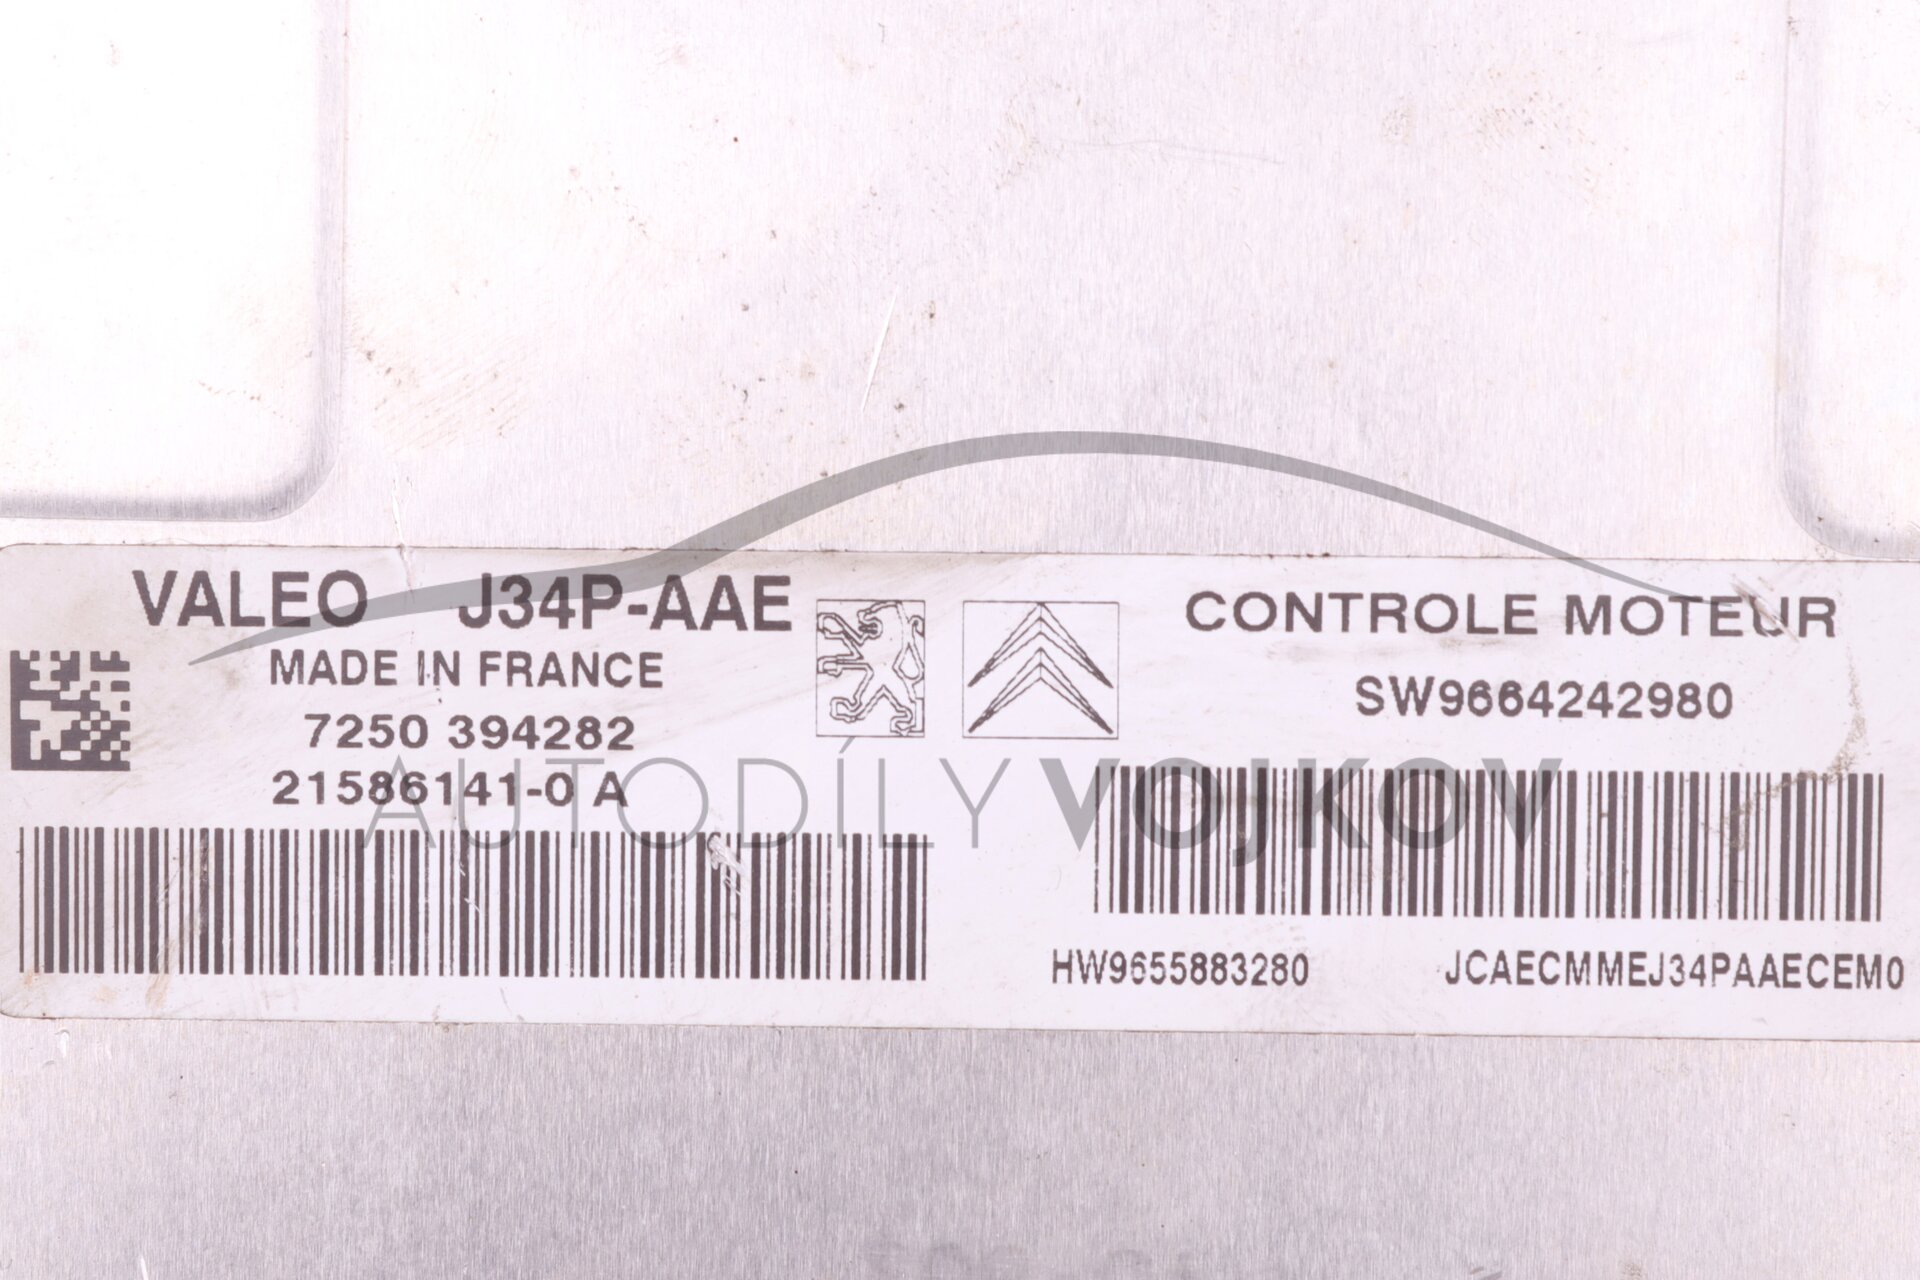 VALEO J34P-AAE
MADE IN FRANCE
7250 394282
21586141-0 A
CONTROLE MOTEUR
SW9664242980
HW9655883280 JCAECMMEJ34PAAECEM0
AUTODÍLY VOJKOV